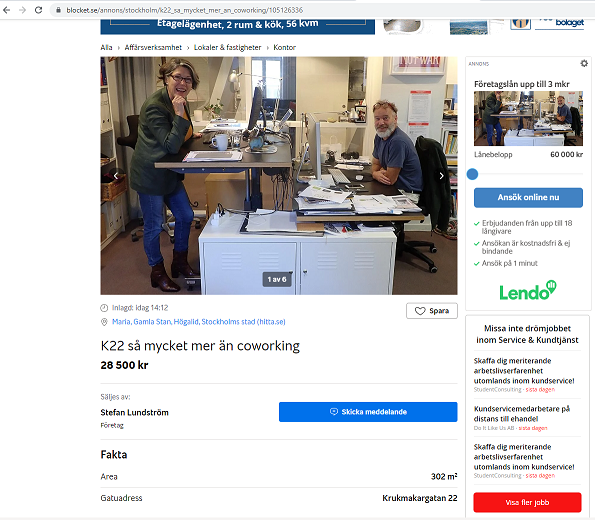 blocket.se/annons/stockholm/k22_sa_mycket_mer_an_coworking/105126336
Etagelägenhet, 2 rum & kök, 56 kvm
bolaget
Alla › Affärsverksamhet › Lokaler & fastigheter › Kontor
NOT WAR
1 av 6
Inlagd: idag 14:12
Maria, Gamla Stan, Högalid, Stockholms stad (hitta.se)
Spara
K22 så mycket mer än coworking
28 500 kr
Säljes av:
Stefan Lundström
Företag
Skicka meddelande
Fakta
Area 302 m²
Gatuadress Krukmakargatan 22
ANNONS
Företagslån upp till 3 mkr
Lånebelopp 60 000 kr
Ansök online nu
Erbjudanden från upp till 18
långivare
Ansökan är kostnadsfri & ej
bindande
Ansök på 1 minut
Lendo
Missa inte drömjobbet
inom Service & Kundtjänst
Skaffa dig meriterande
arbetslivserfarenhet
utomlands inom kundservice!
StudentConsulting - sista dagen
Kundservicemedarbetare på
distans till ehandel
Do It Like Us AB - sista dagen
Skaffa dig meriterande
arbetslivserfarenhet
utomlands inom kundservice!
StudentConsulting - sista dagen
Visa fler jobb